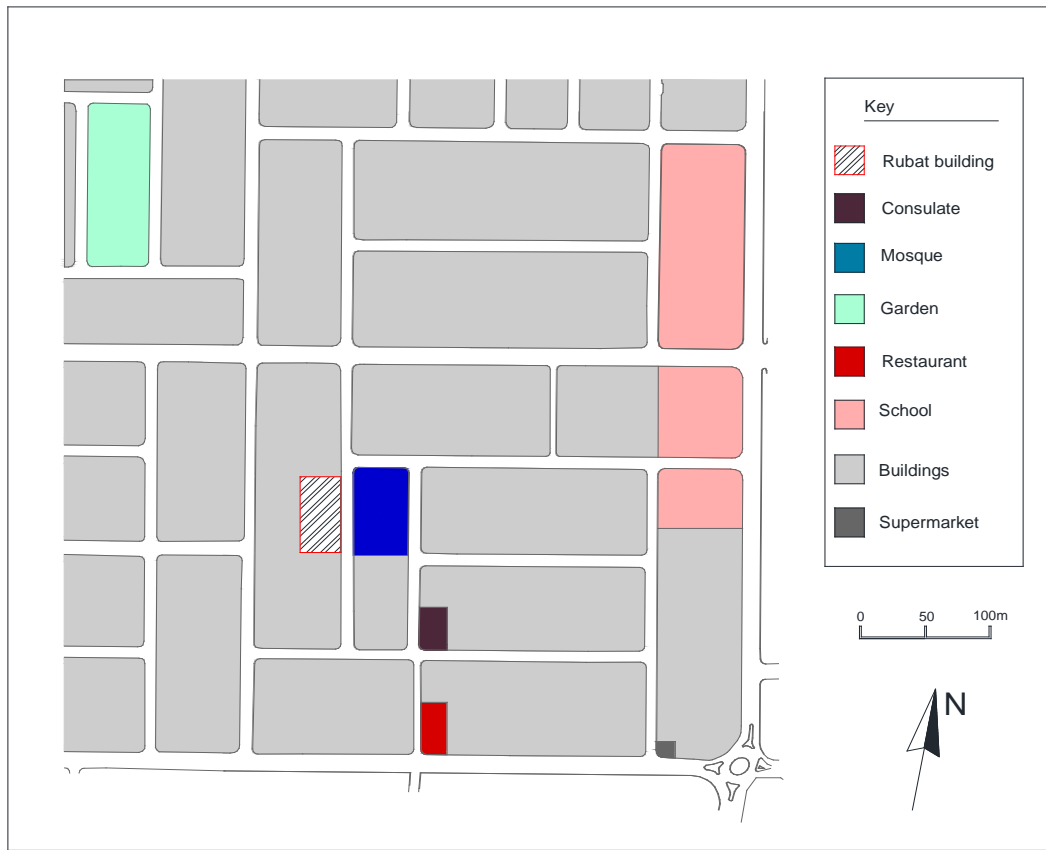 Key
Rubat building
Consulate
Mosque
Garden
Restaurant
School
Buildings
Supermarket
0 50 100m
N